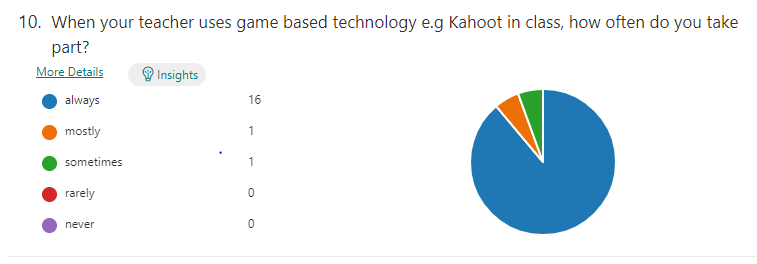 10. When your teacher uses game based technology e.g Kahoot in class, how often do you take
part?
More Details
Insights
always 16
mostly 1
sometimes 1
rarely 0
never 0